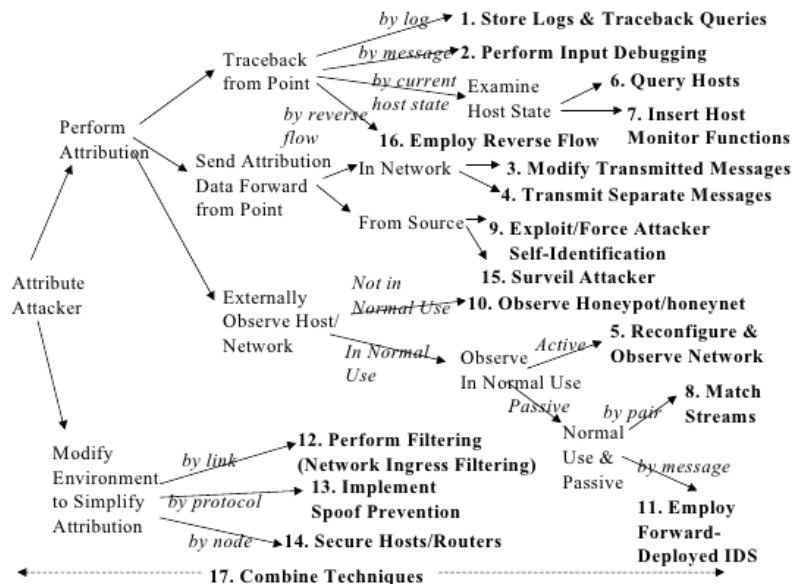 by log
1. Store Logs & Traceback Queries
Traceback
from Point
by message
2. Perform Input Debugging
by current
host state
Examine
Host State
6. Query Hosts
7. Insert Host
Monitor Functions
by reverse
flow
16. Employ Reverse Flow
Perform
Attribution
Send Attribution
Data Forward
from Point
In Network
3. Modify Transmitted Messages
4. Transmit Separate Messages
From Source
9. Exploit/Force Attacker
Self-Identification
15. Surveil Attacker
Attribute
Attacker
Externally
Observe Host/
Network
Not in
Normal Use
10. Observe Honeypot/honeynet
In Normal
Use
Observe
In Normal Use
Active
5. Reconfigure &
Observe Network
Passive
Normal
Use &
Passive
by pair
8. Match
Streams
by message
11. Employ
Forward-
Deployed IDS
Modify
Environment
to Simplify
Attribution
by link
12. Perform Filtering
(Network Ingress Filtering)
by protocol
13. Implement
Spoof Prevention
by node
14. Secure Hosts/Routers
17. Combine Techniques